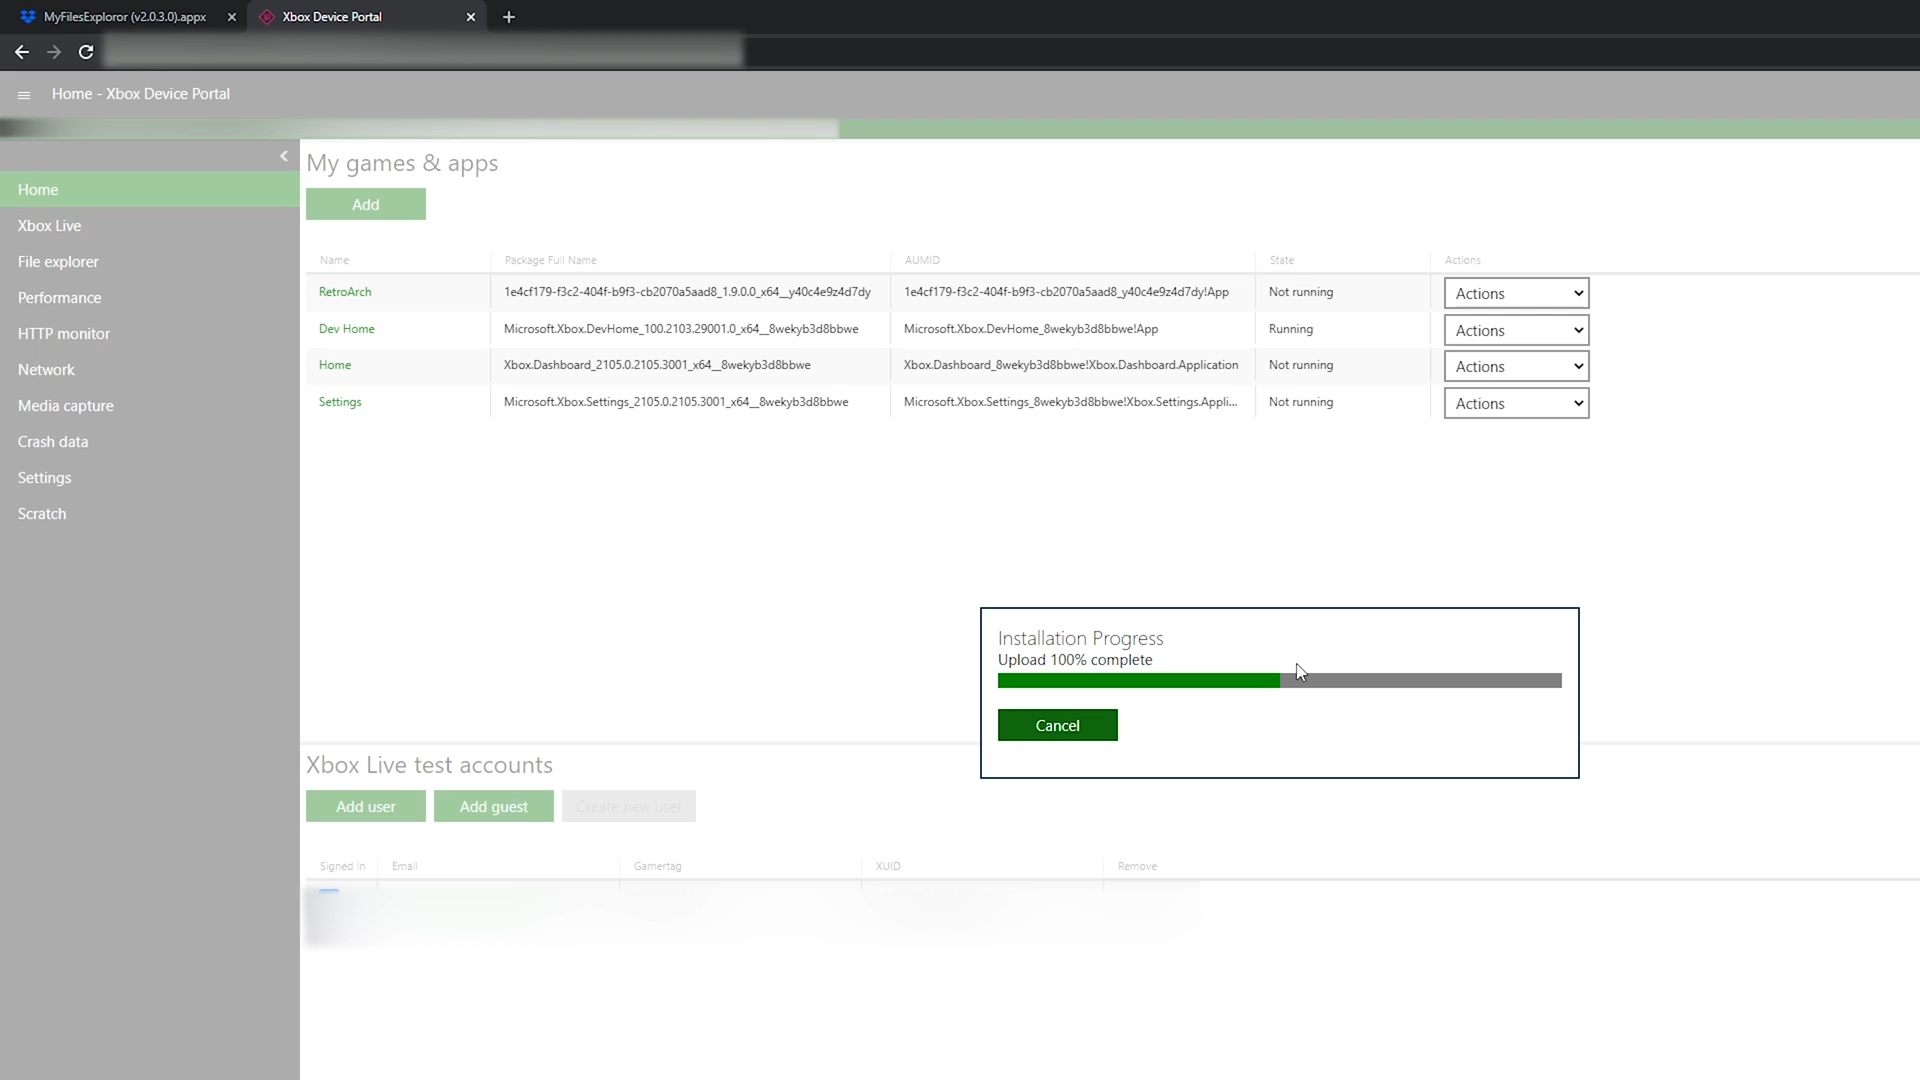 MyFilesExploror (v2.0.3.0).appx
Xbox Device Portal
Home - Xbox Device Portal
Home
Xbox Live
File explorer
Performance
HTTP monitor
Network
Media capture
Crash data
Settings
Scratch
My games & apps
Add
Name Package Full Name AUMID State Actions
RetroArch 1e4cf179-f3c2-404f-b9f3-cb2070a5aad8_1.9.0.0_x64__y40c4e9z4d7dy 1e4cf179-f3c2-404f-b9f3-cb2070a5aad8_y40c4e9z4d7dy!App Not running Actions
Dev Home Microsoft.Xbox.DevHome_100.2103.29001.0_x64__8wekyb3d8bbwe Microsoft.Xbox.DevHome_8wekyb3d8bbwe!App Running Actions
Home Xbox.Dashboard_2105.0.2105.3001_x64__8wekyb3d8bbwe Xbox.Dashboard_8wekyb3d8bbwe!Xbox.Dashboard.Application Not running Actions
Settings Microsoft.Xbox.Settings_2105.0.2105.3001_x64__8wekyb3d8bbwe Microsoft.Xbox.Settings_8wekyb3d8bbwe!Xbox.Settings.Appli... Not running Actions
Installation Progress
Upload 100% complete
Cancel
Xbox Live test accounts
Add user Add guest Create new user
Signed in Email Gamertag XUID Remove